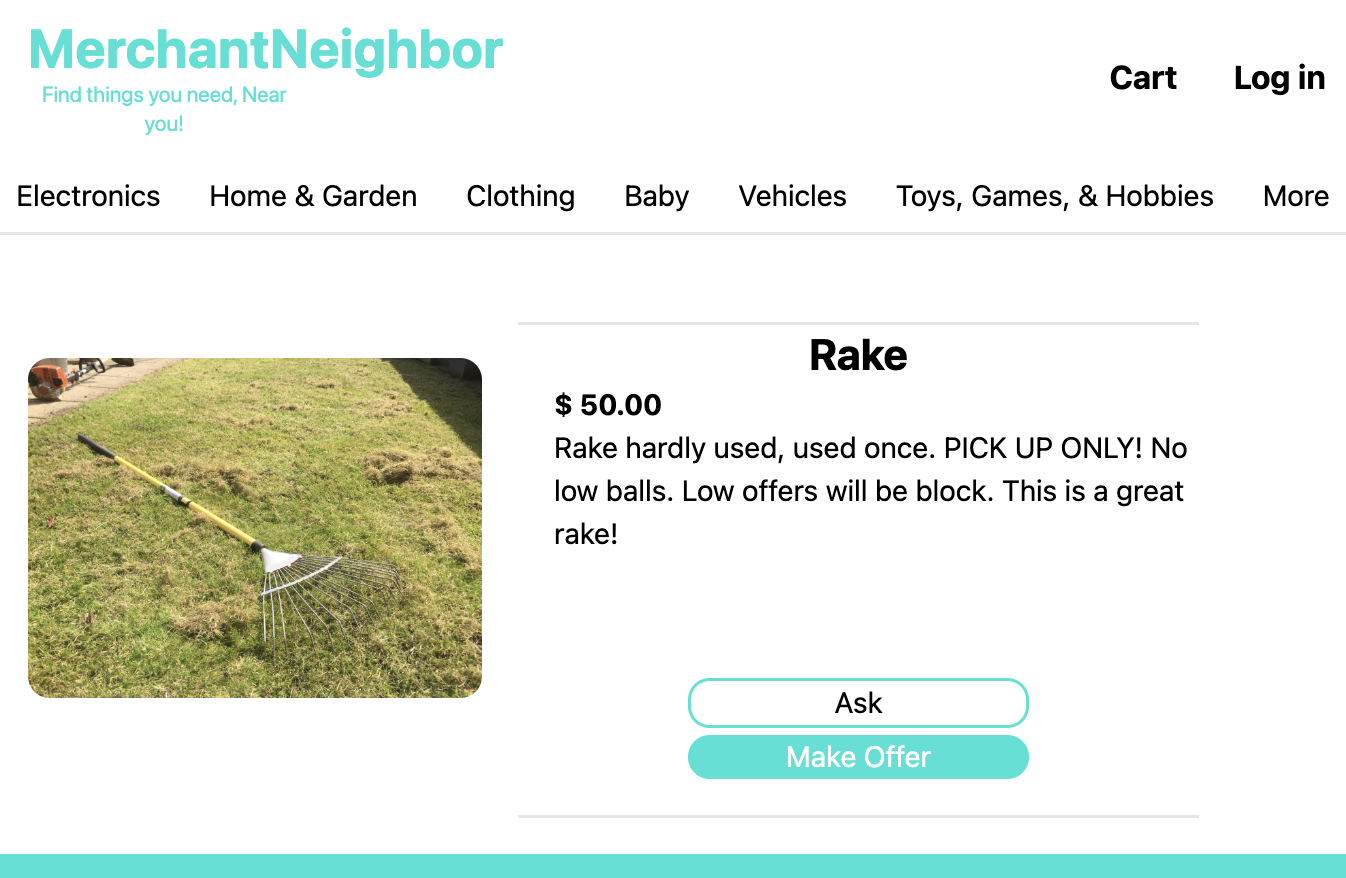 MerchantNeighbor
Find things you need, Near
you!
Cart
Log in
Electronics
Home & Garden
Clothing
Baby
Vehicles
Toys, Games, & Hobbies
More
Rake
$ 50.00
Rake hardly used, used once. PICK UP ONLY! No
low balls. Low offers will be block. This is a great
rake!
Ask
Make Offer